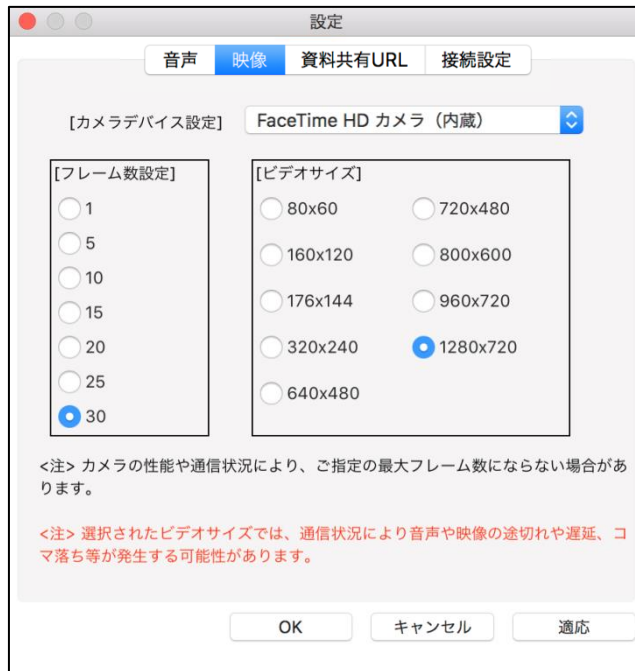 設定
音声 映像 資料共有URL 接続設定
[カメラデバイス設定] FaceTime HD カメラ（内蔵）
[フレーム数設定] [ビデオサイズ]
1
5
10
15
20
25
30
80x60 720x480
160x120 800x600
176x144 960x720
320x240 1280x720
640x480
<注> カメラの性能や通信状況により、ご指定の最大フレーム数にならない場合があ
ります。
<注> 選択されたビデオサイズでは、通信状況により音声や映像の途切れや遅延、コ
マ落ち等が発生する可能性があります。
OK キャンセル 適応